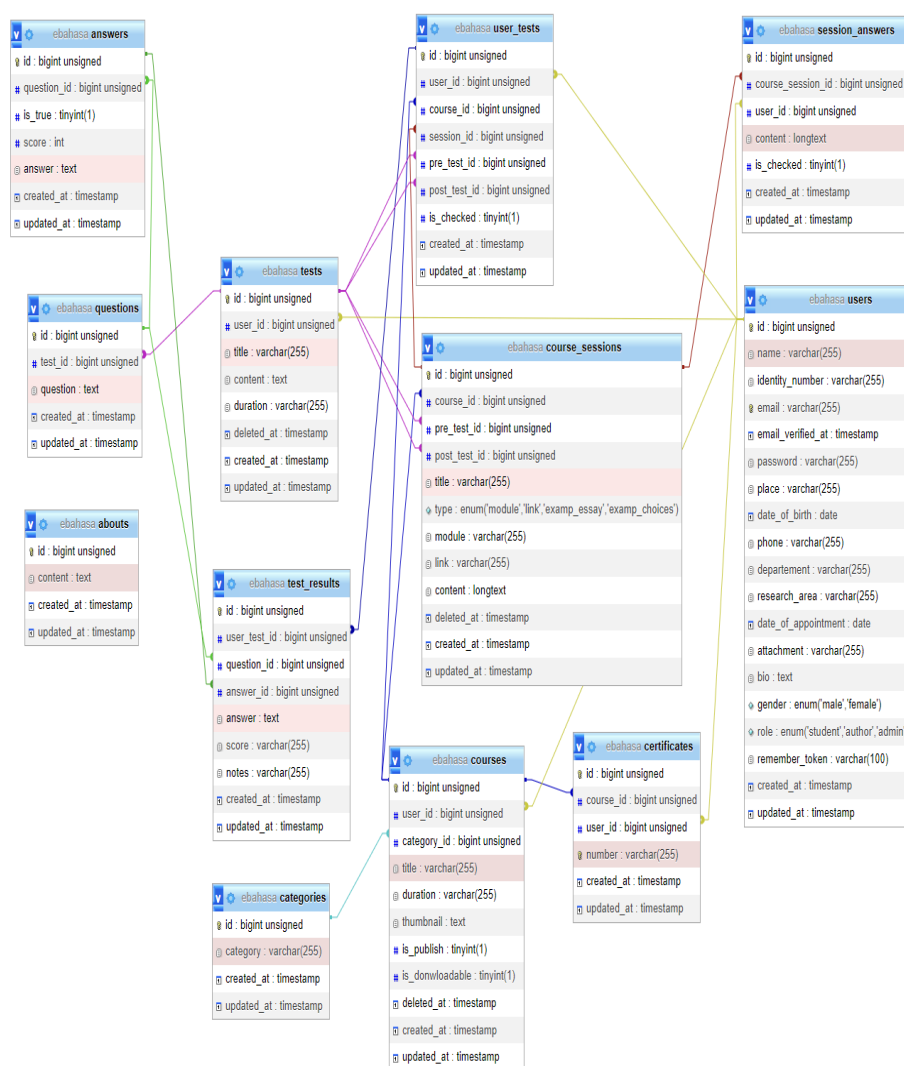 ebahasa answers
id : bigint unsigned
question_id : bigint unsigned
is_true : tinyint(1)
score : int
answer : text
created_at : timestamp
updated_at : timestamp
ebahasa user_tests
id : bigint unsigned
user_id : bigint unsigned
course_id : bigint unsigned
session_id : bigint unsigned
pre_test_id : bigint unsigned
post_test_id : bigint unsigned
is_checked : tinyint(1)
created_at : timestamp
updated_at : timestamp
ebahasa session_answers
id : bigint unsigned
course_session_id : bigint unsigned
user_id : bigint unsigned
content : longtext
is_checked : tinyint(1)
created_at : timestamp
updated_at : timestamp
ebahasa questions
id : bigint unsigned
test_id : bigint unsigned
question : text
created_at : timestamp
updated_at : timestamp
ebahasa tests
id : bigint unsigned
user_id : bigint unsigned
title : varchar(255)
content : text
duration : varchar(255)
deleted_at : timestamp
created_at : timestamp
updated_at : timestamp
ebahasa course_sessions
id : bigint unsigned
course_id : bigint unsigned
pre_test_id : bigint unsigned
post_test_id : bigint unsigned
title : varchar(255)
type : enum('module','link','examp_essay','examp_choices')
module : varchar(255)
link : varchar(255)
content : longtext
deleted_at : timestamp
created_at : timestamp
updated_at : timestamp
ebahasa users
id : bigint unsigned
name : varchar(255)
identity_number : varchar(255)
email : varchar(255)
email_verified_at : timestamp
password : varchar(255)
place : varchar(255)
date_of_birth : date
phone : varchar(255)
departement : varchar(255)
research_area : varchar(255)
date_of_appointment : date
attachment : varchar(255)
bio : text
gender : enum('male','female')
role : enum('student','author','admin'
remember_token : varchar(100)
created_at : timestamp
updated_at : timestamp
ebahasa abouts
id : bigint unsigned
content : text
created_at : timestamp
updated_at : timestamp
ebahasa test_results
id : bigint unsigned
user_test_id : bigint unsigned
question_id : bigint unsigned
answer_id : bigint unsigned
answer : text
score : varchar(255)
notes : varchar(255)
created_at : timestamp
updated_at : timestamp
ebahasa courses
id : bigint unsigned
user_id : bigint unsigned
category_id : bigint unsigned
title : varchar(255)
duration : varchar(255)
thumbnail : text
is_publish : tinyint(1)
is_donwloadable : tinyint(1)
deleted_at : timestamp
created_at : timestamp
updated_at : timestamp
ebahasa certificates
id : bigint unsigned
course_id : bigint unsigned
user_id : bigint unsigned
number : varchar(255)
created_at : timestamp
updated_at : timestamp
ebahasa categories
id : bigint unsigned
category : varchar(255)
created_at : timestamp
updated_at : timestamp